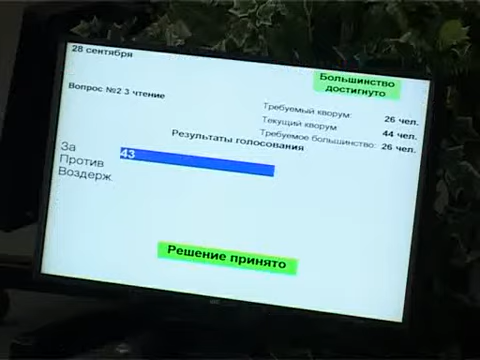 28 сентября
Большинство
достигнуто
Вопрос №2 3 чтение
Требуемый кворум: 26 чел.
Текущий кворум 44 чел.
Требуемое большинство: 26 чел.
Результаты голосования
За 43
Против
Воздерж.
Решение принято